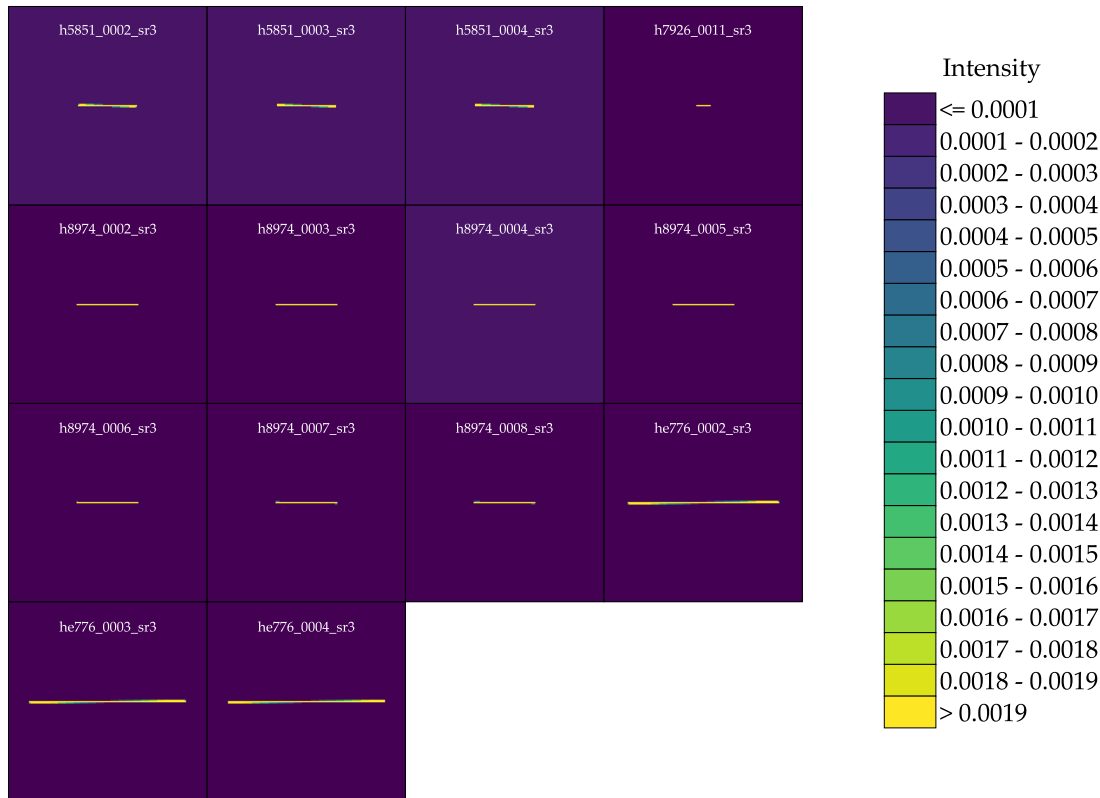 h5851_0002_sr3
h5851_0003_sr3
h5851_0004_sr3
h7926_0011_sr3
h8974_0002_sr3
h8974_0003_sr3
h8974_0004_sr3
h8974_0005_sr3
h8974_0006_sr3
h8974_0007_sr3
h8974_0008_sr3
he776_0002_sr3
he776_0003_sr3
he776_0004_sr3
Intensity
<= 0.0001
0.0001 - 0.0002
0.0002 - 0.0003
0.0003 - 0.0004
0.0004 - 0.0005
0.0005 - 0.0006
0.0006 - 0.0007
0.0007 - 0.0008
0.0008 - 0.0009
0.0009 - 0.0010
0.0010 - 0.0011
0.0011 - 0.0012
0.0012 - 0.0013
0.0013 - 0.0014
0.0014 - 0.0015
0.0015 - 0.0016
0.0016 - 0.0017
0.0017 - 0.0018
0.0018 - 0.0019
> 0.0019